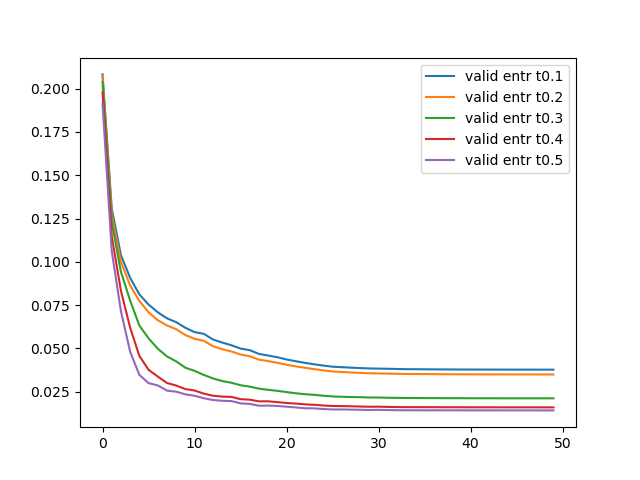 0.200
0.175
0.150
0.125
0.100
0.075
0.050
0.025
0 10 20 30 40 50
valid entr t0.1
valid entr t0.2
valid entr t0.3
valid entr t0.4
valid entr t0.5